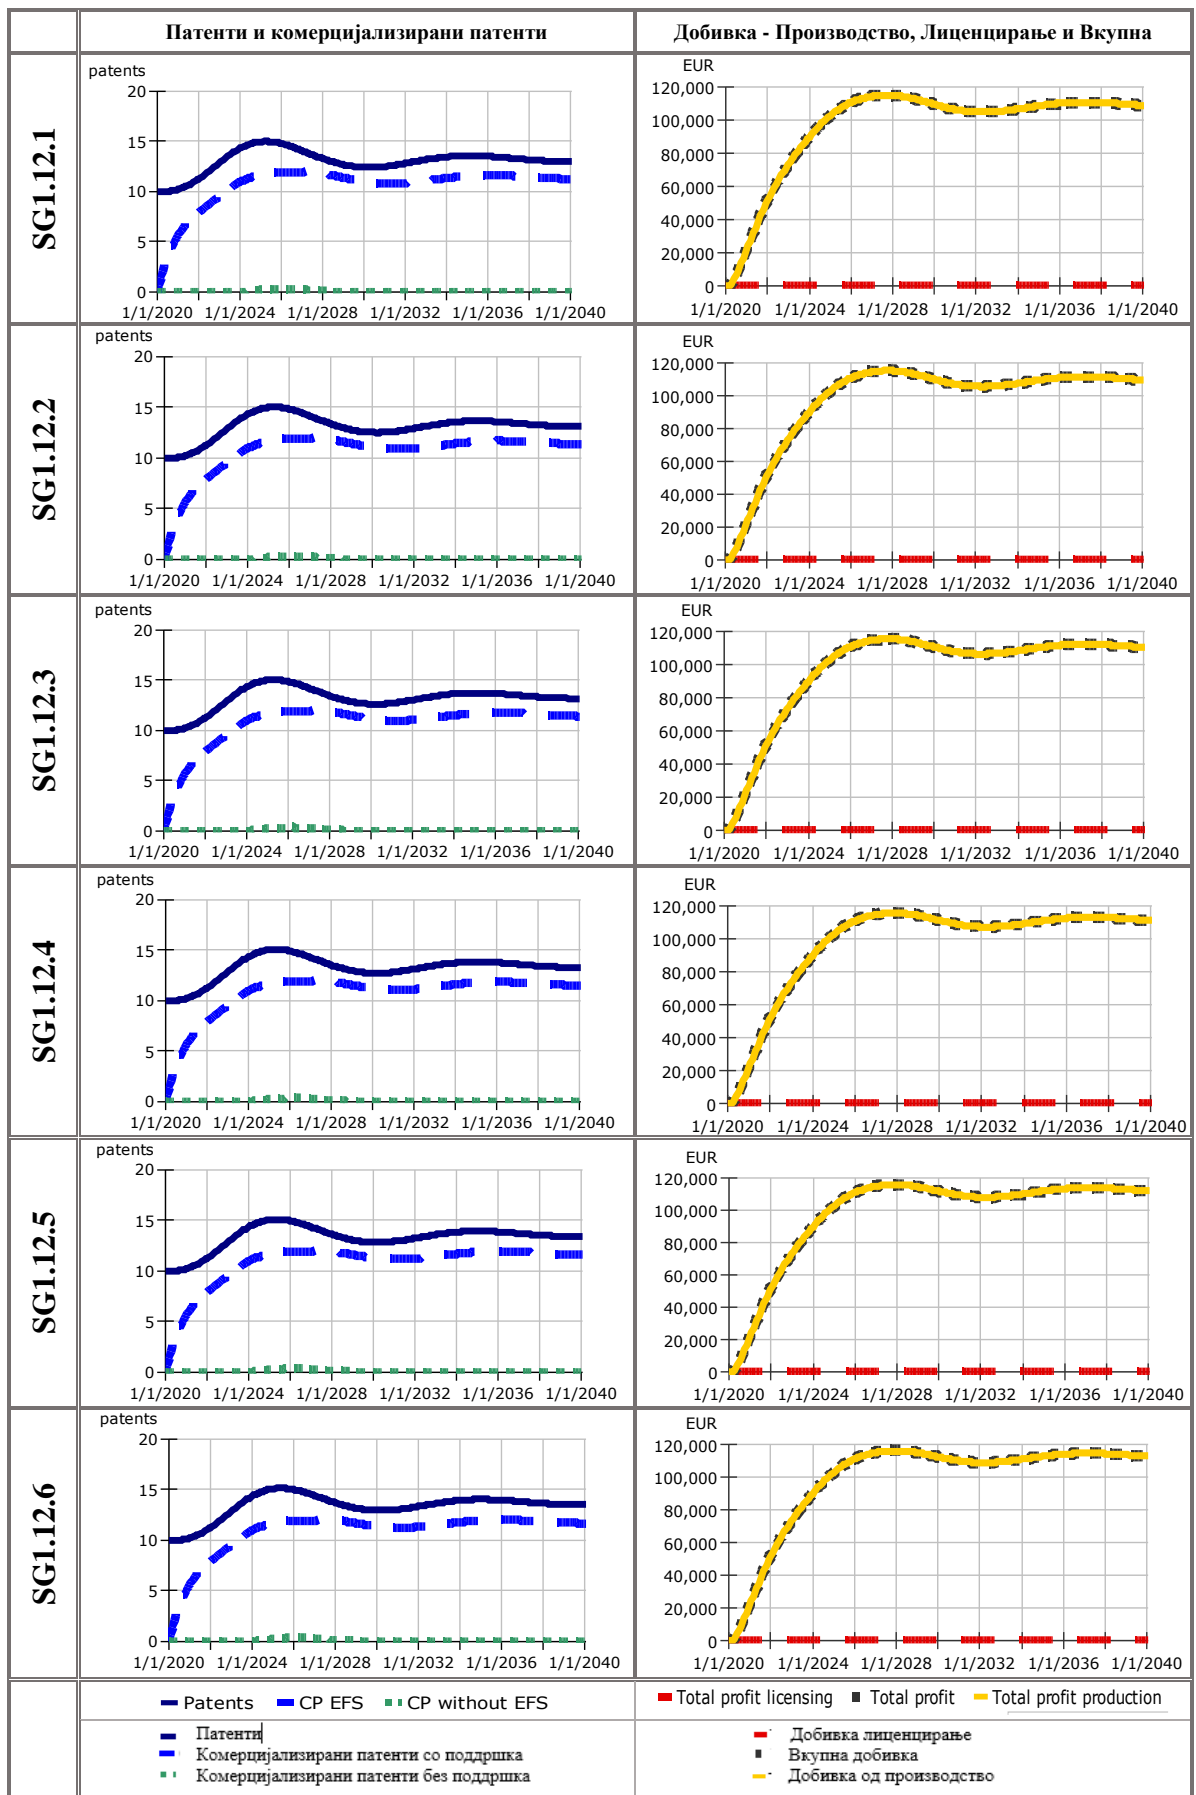 Патенти и комерцијализирани патенти
Добивка - Производство, Лиценцирање и Вкупна
SG1.12.1
patents
20
15
10
5
0
1/1/2020 1/1/2024 1/1/2028 1/1/2032 1/1/2036 1/1/2040
EUR
120,000
100,000
80,000
60,000
40,000
20,000
0
1/1/2020 1/1/2024 1/1/2028 1/1/2032 1/1/2036 1/1/2040
SG1.12.2
patents
20
15
10
5
0
1/1/2020 1/1/2024 1/1/2028 1/1/2032 1/1/2036 1/1/2040
EUR
120,000
100,000
80,000
60,000
40,000
20,000
0
1/1/2020 1/1/2024 1/1/2028 1/1/2032 1/1/2036 1/1/2040
SG1.12.3
patents
20
15
10
5
0
1/1/2020 1/1/2024 1/1/2028 1/1/2032 1/1/2036 1/1/2040
EUR
120,000
100,000
80,000
60,000
40,000
20,000
0
1/1/2020 1/1/2024 1/1/2028 1/1/2032 1/1/2036 1/1/2040
SG1.12.4
patents
20
15
10
5
0
1/1/2020 1/1/2024 1/1/2028 1/1/2032 1/1/2036 1/1/2040
EUR
120,000
100,000
80,000
60,000
40,000
20,000
0
1/1/2020 1/1/2024 1/1/2028 1/1/2032 1/1/2036 1/1/2040
SG1.12.5
patents
20
15
10
5
0
1/1/2020 1/1/2024 1/1/2028 1/1/2032 1/1/2036 1/1/2040
EUR
120,000
100,000
80,000
60,000
40,000
20,000
0
1/1/2020 1/1/2024 1/1/2028 1/1/2032 1/1/2036 1/1/2040
SG1.12.6
patents
20
15
10
5
0
1/1/2020 1/1/2024 1/1/2028 1/1/2032 1/1/2036 1/1/2040
EUR
120,000
100,000
80,000
60,000
40,000
20,000
0
1/1/2020 1/1/2024 1/1/2028 1/1/2032 1/1/2036 1/1/2040
Patents CP EFS CP without EFS
Патенти
Комерцијализирани патенти со поддршка
Комерцијализирани патенти без поддршка
Total profit licensing Total profit Total profit production
Добивка лиценцирање
Вкупна добивка
Добивка од производство